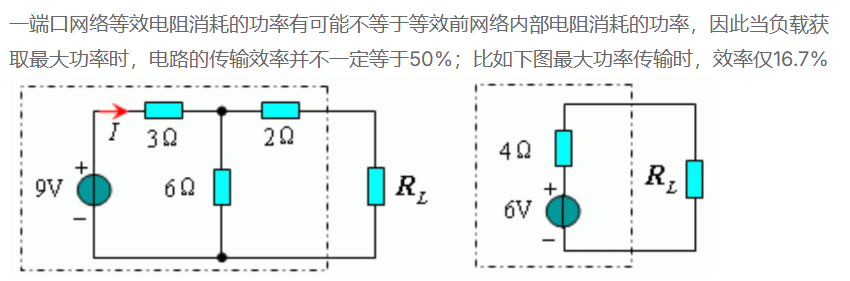 一端口网络等效电阻消耗的功率有可能不等于等效前网络内部电阻消耗的功率，因此当负载获
取最大功率时，电路的传输效率并不一定等于50%；比如下图最大功率传输时，效率仅16.7%
I
3Ω
2Ω
+
9V
6Ω
R_L
−
4Ω
R_L
+
6V
−